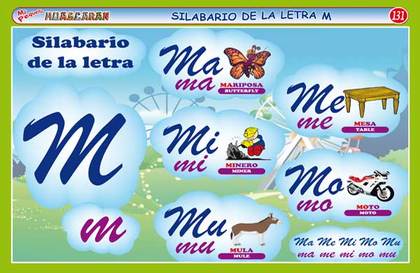 Mi Pequeño HUASCARAN
SILABARIO DE LA LETRA M
131
Silabario
de la letra
M
m
Ma
ma
MARIPOSA
BUTTERFLY
Me
me
MESA
TABLE
Mi
mi
MINERO
MINER
Mo
mo
MOTO
MOTO
Mu
mu
MULA
MULE
Ma Me Mi Mo Mu
ma me mi mo mu